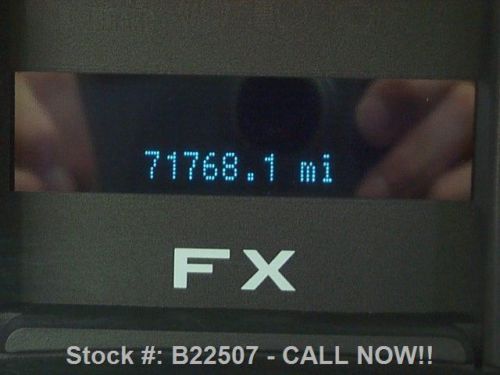 71768.1 mi
FX
Stock #: B22507 - CALL NOW!!